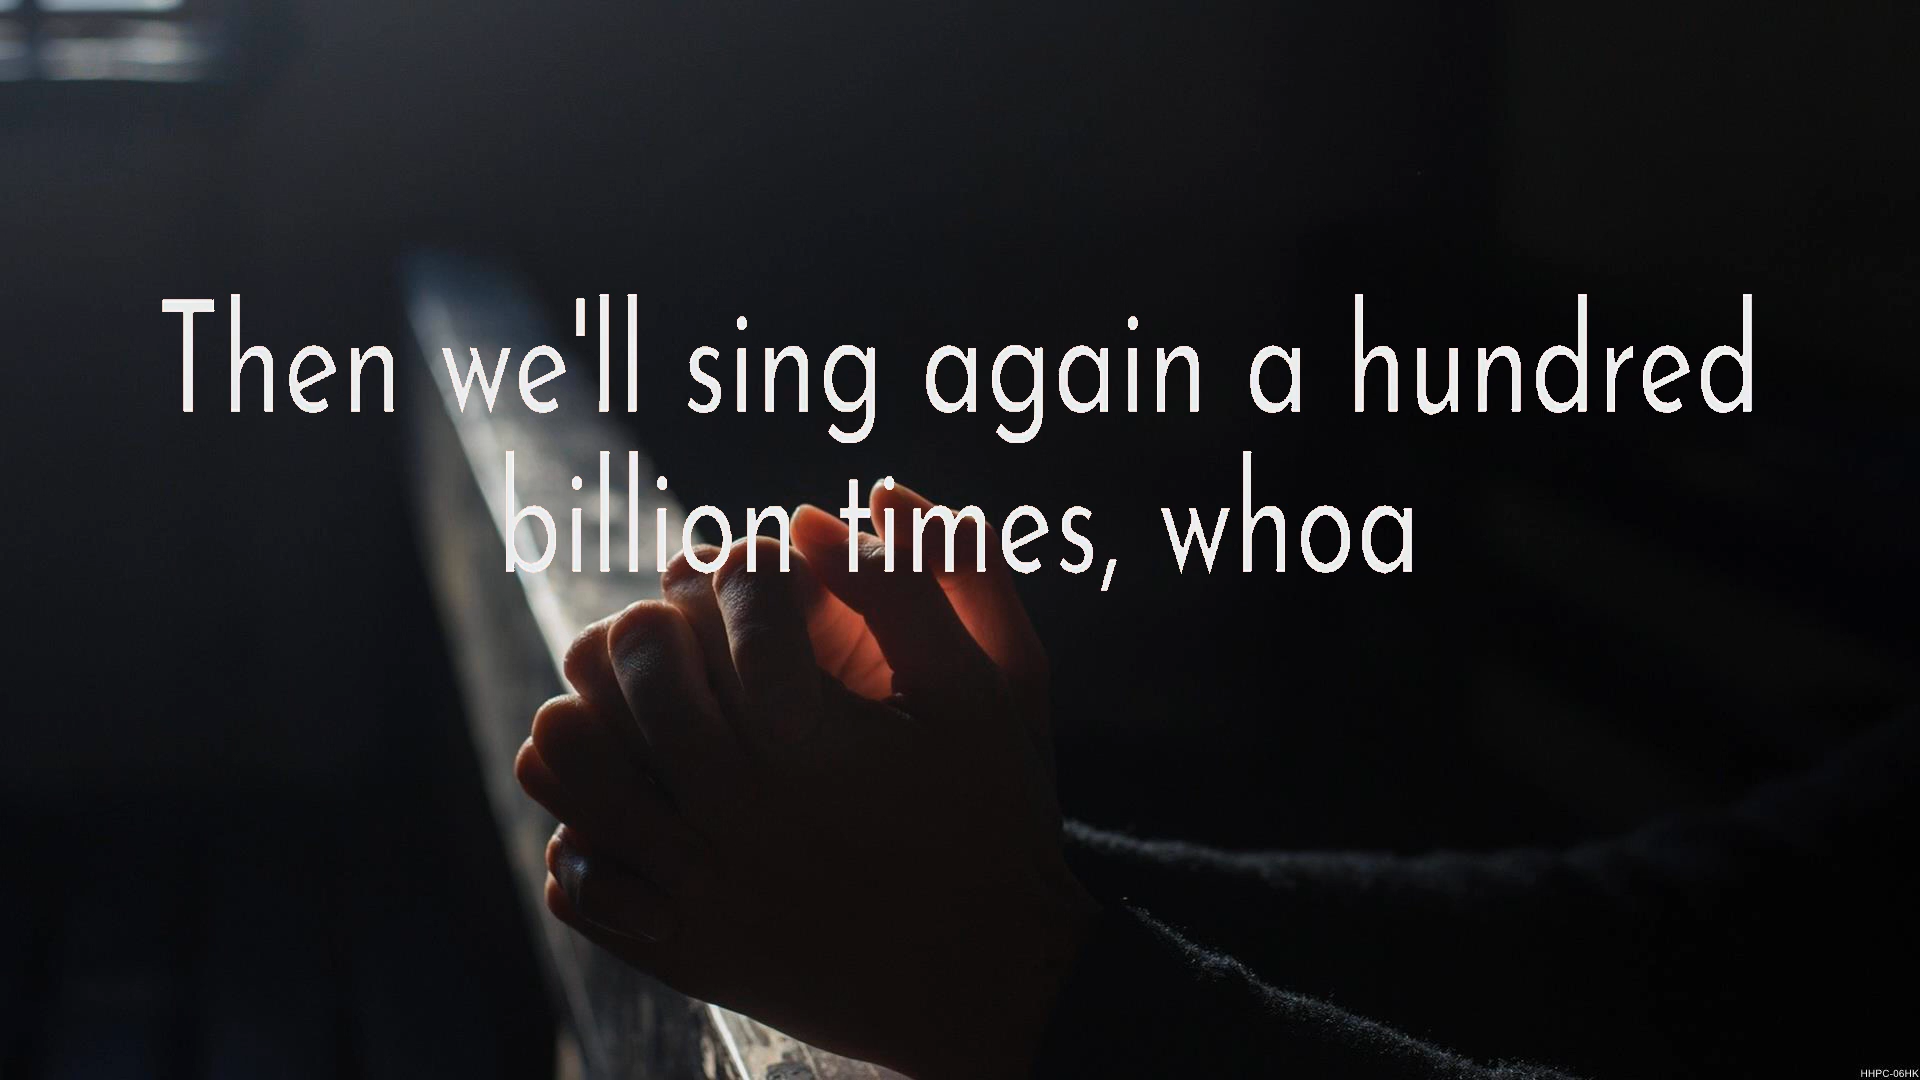 Then we'll sing again a hundred
billion times, whoa
HHPC-06HK